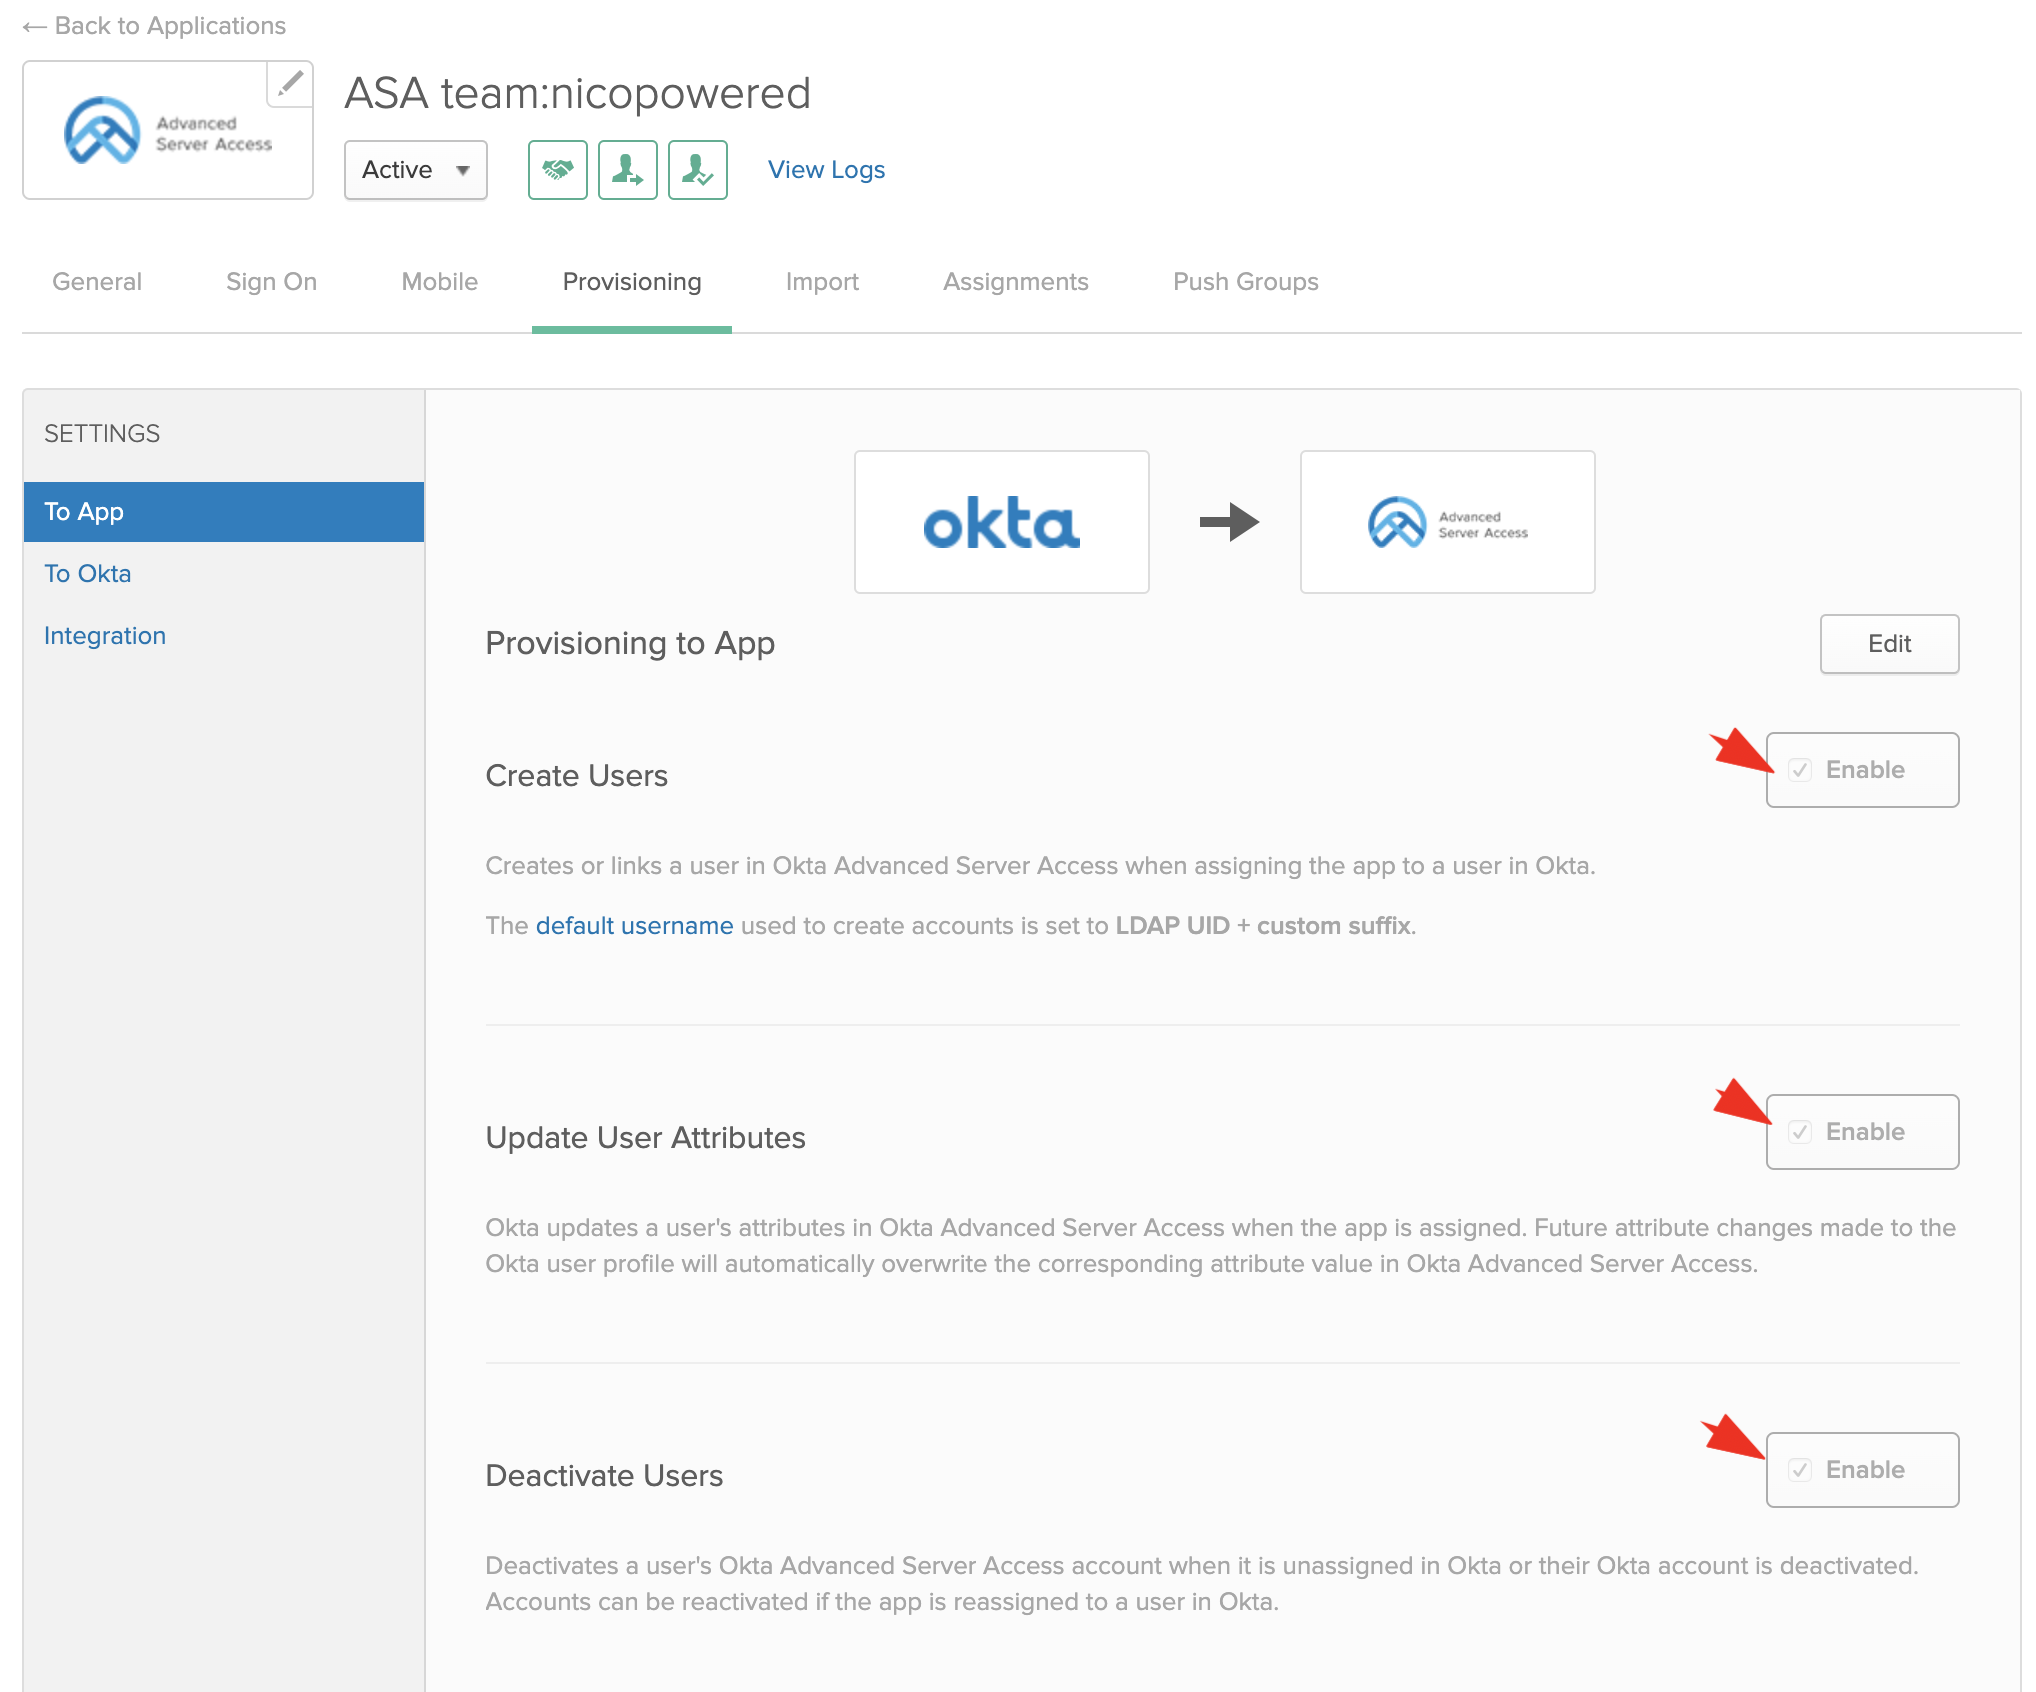 ← Back to Applications
Advanced
Server Access
ASA team:nicopowered
Active
View Logs
General
Sign On
Mobile
Provisioning
Import
Assignments
Push Groups
SETTINGS
To App
To Okta
Integration
okta
Advanced
Server Access
Provisioning to App
Edit
Create Users
Enable
Creates or links a user in Okta Advanced Server Access when assigning the app to a user in Okta.
The default username used to create accounts is set to LDAP UID + custom suffix.
Update User Attributes
Enable
Okta updates a user's attributes in Okta Advanced Server Access when the app is assigned. Future attribute changes made to the
Okta user profile will automatically overwrite the corresponding attribute value in Okta Advanced Server Access.
Deactivate Users
Enable
Deactivates a user's Okta Advanced Server Access account when it is unassigned in Okta or their Okta account is deactivated.
Accounts can be reactivated if the app is reassigned to a user in Okta.